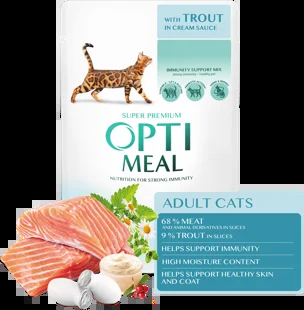 WITH TROUT
IN CREAM SAUCE
IMMUNITY SUPPORT MIX
SUPER PREMIUM
OPTI
MEAL
NUTRITION FOR STRONG IMMUNITY
ADULT CATS
68 % MEAT
AND ANIMAL DERIVATIVES IN SLICES
9 % TROUT IN SLICES
HELPS SUPPORT IMMUNITY
HIGH MOISTURE CONTENT
HELPS SUPPORT HEALTHY SKIN
AND COAT